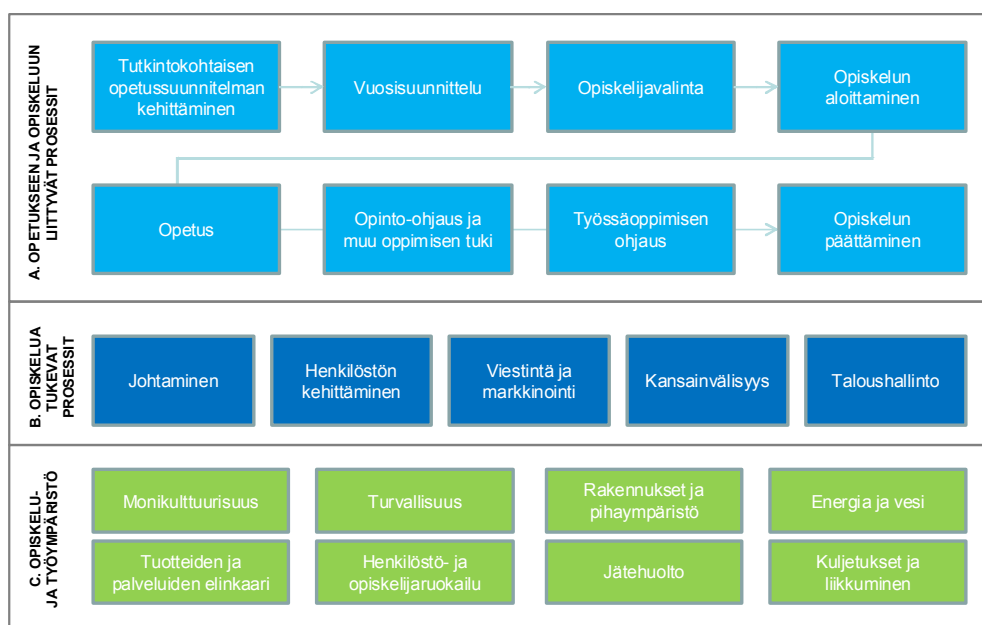 A. OPETUKSEEN JA OPISKELUUN
LIITTYVÄT PROSESSIT
Tutkintokohtaisen
opetussuunnitelman
kehittäminen
Vuosisuunnittelu
Opiskelijavalinta
Opiskelun
aloittaminen
Opetus
Opinto-ohjaus ja
muu oppimisen tuki
Työssäoppimisen
ohjaus
Opiskelun
päättäminen
B. OPISKELUA
TUKEVAT
PROSESSIT
Johtaminen
Henkilöstön
kehittäminen
Viestintä ja
markkinointi
Kansainvälisyys
Taloushallinto
C. OPISKELU-
JA TYÖYMPÄRISTÖ
Monikulttuurisuus
Turvallisuus
Rakennukset ja
pihaympäristö
Energia ja vesi
Tuotteiden ja
palveluiden elinkaari
Henkilöstö- ja
opiskelijaruokailu
Jätehuolto
Kuljetukset ja
liikkuminen